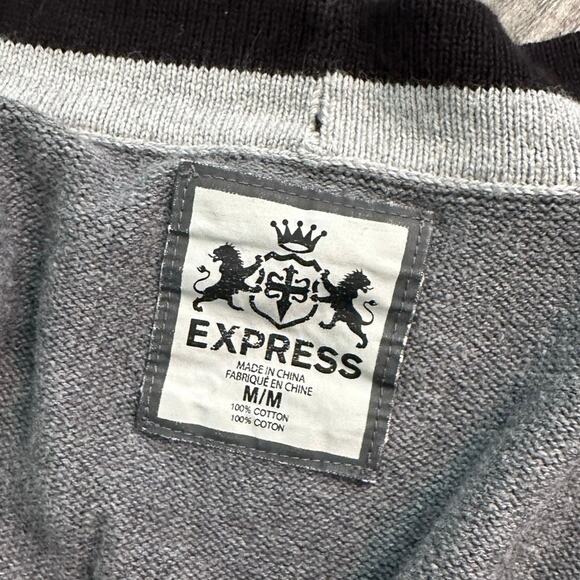 EXPRESS
MADE IN CHINA
FABRIQUÉ EN CHINE
M/M
100% COTTON
100% COTON